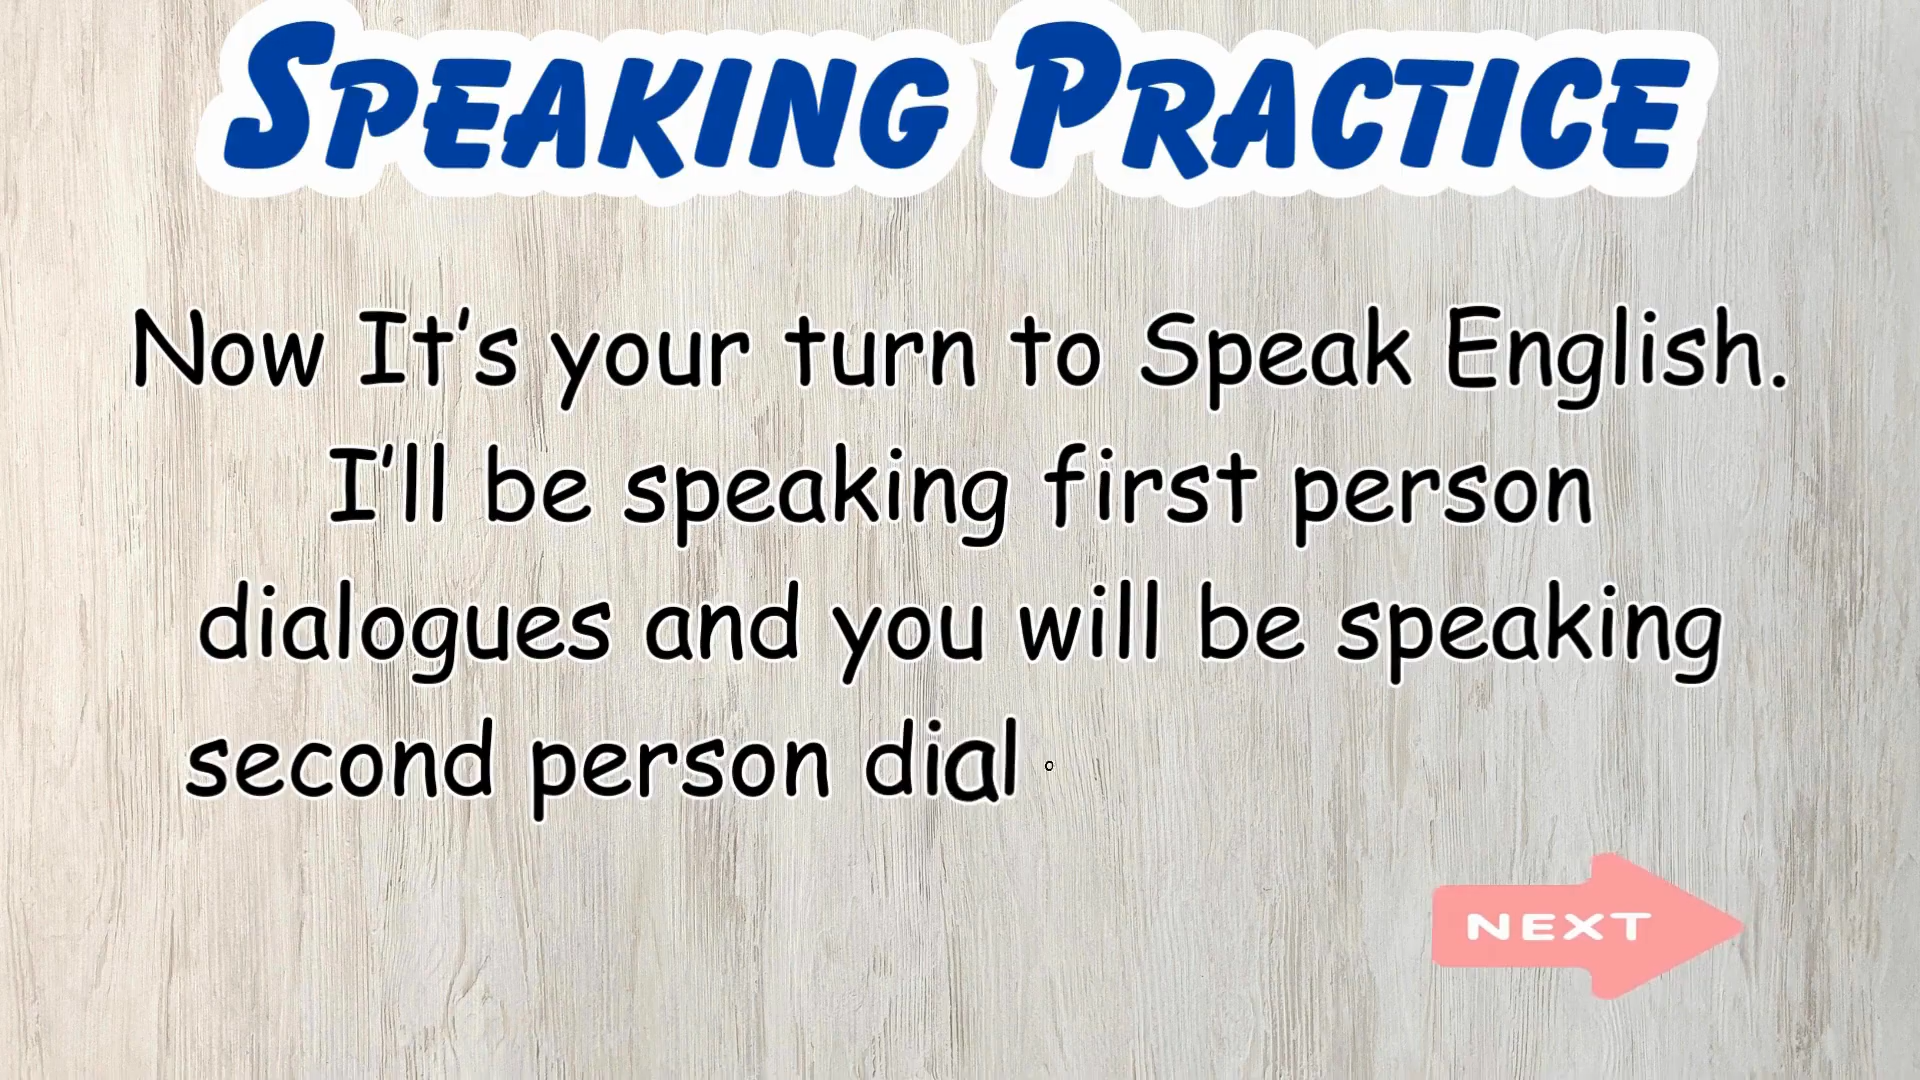 SPEAKING PRACTICE
Now It's your turn to Speak English.
I'll be speaking first person
dialogues and you will be speaking
second person dialo
NEXT